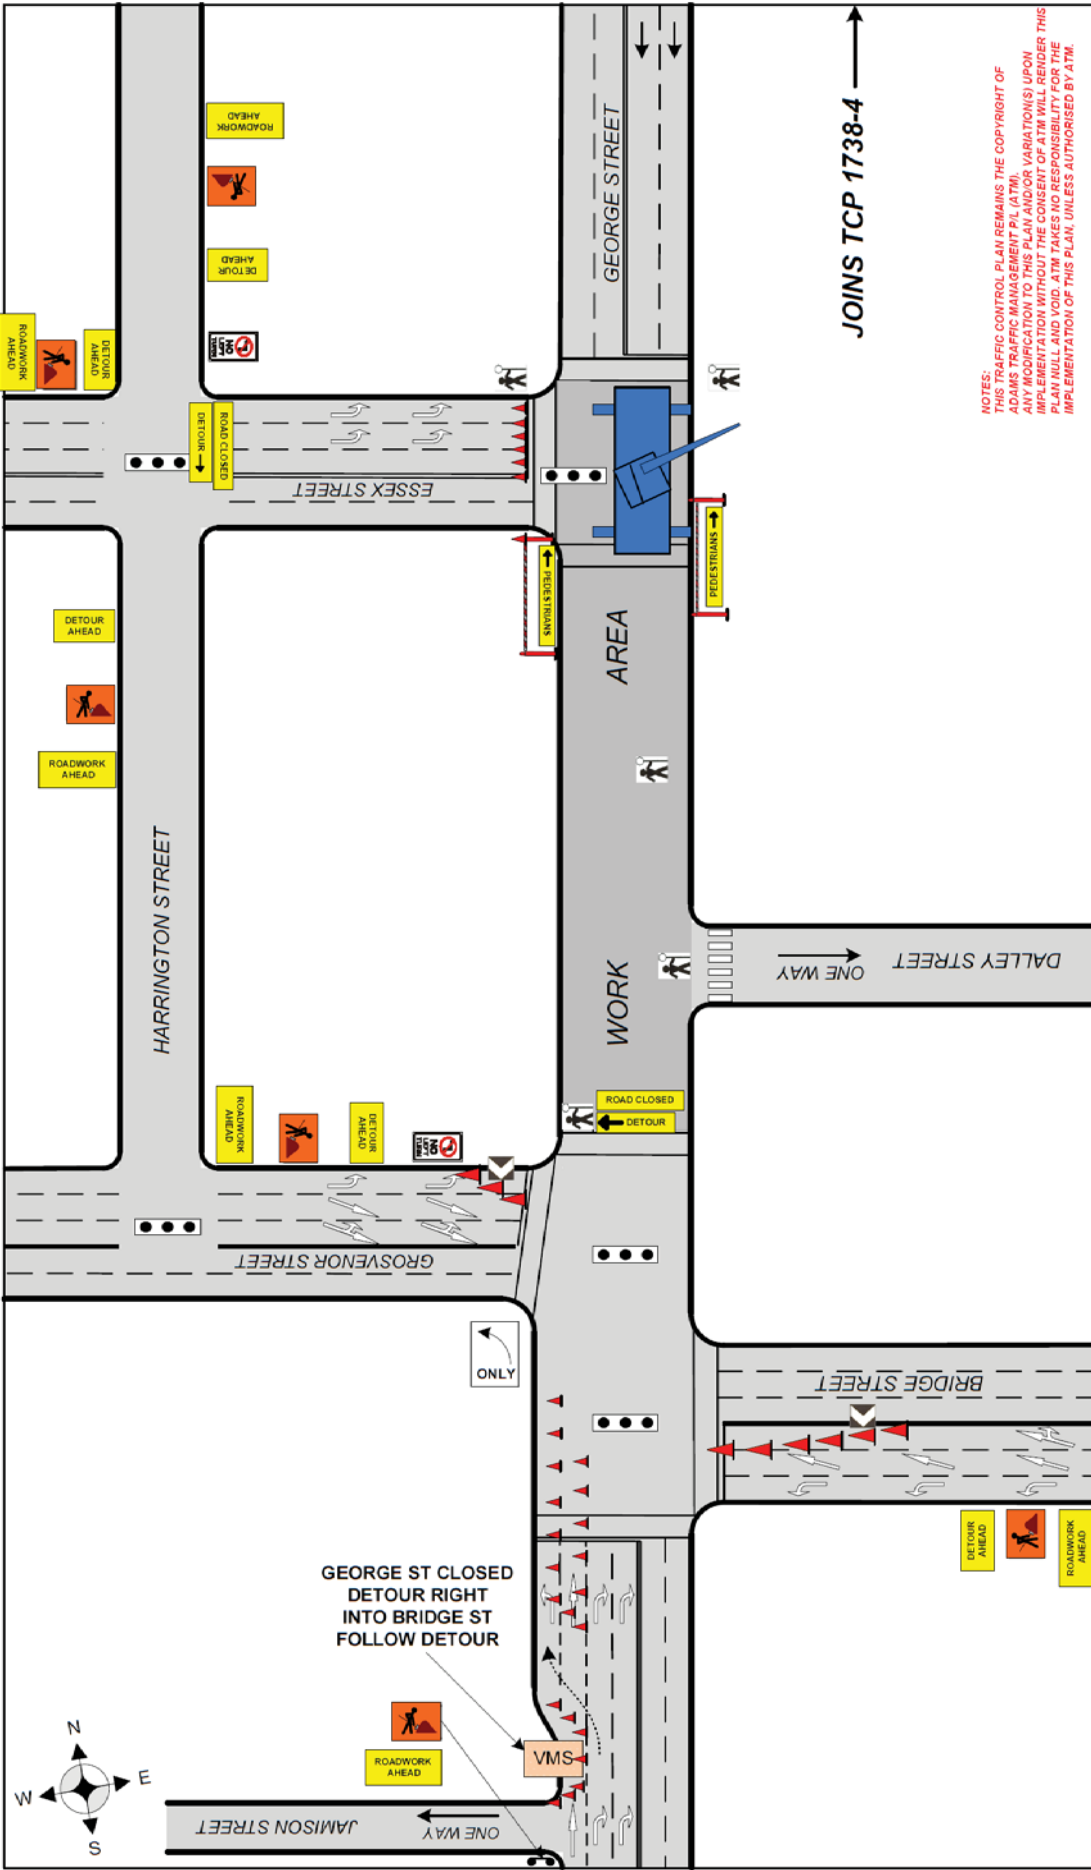 ROADWORK
AHEAD
DETOUR
AHEAD
NO
LEFT
TURN
ROADWORK
AHEAD
DETOUR
AHEAD
DETOUR
ROAD CLOSED
ESSEX STREET
GEORGE STREET
JOINS TCP 1738-4
NOTES:
THIS TRAFFIC CONTROL PLAN REMAINS THE COPYRIGHT OF
ADAMS TRAFFIC MANAGEMENT P/L (ATM).
ANY MODIFICATION TO THIS PLAN AND/OR VARIATION(S) UPON
IMPLEMENTATION WITHOUT THE CONSENT OF ATM WILL RENDER THIS
PLAN NULL AND VOID. ATM TAKES NO RESPONSIBILITY FOR THE
IMPLEMENTATION OF THIS PLAN, UNLESS AUTHORISED BY ATM.
PEDESTRIANS
PEDESTRIANS
DETOUR
AHEAD
ROADWORK
AHEAD
HARRINGTON STREET
WORK AREA
ONE WAY
DALLEY STREET
ROADWORK
AHEAD
DETOUR
AHEAD
NO
LEFT
TURN
ROAD CLOSED
DETOUR
GROSVENOR STREET
ONLY
BRIDGE STREET
DETOUR
AHEAD
ROADWORK
AHEAD
GEORGE ST CLOSED
DETOUR RIGHT
INTO BRIDGE ST
FOLLOW DETOUR
VMS
ROADWORK
AHEAD
N
W
E
S
JAMISON STREET
ONE WAY